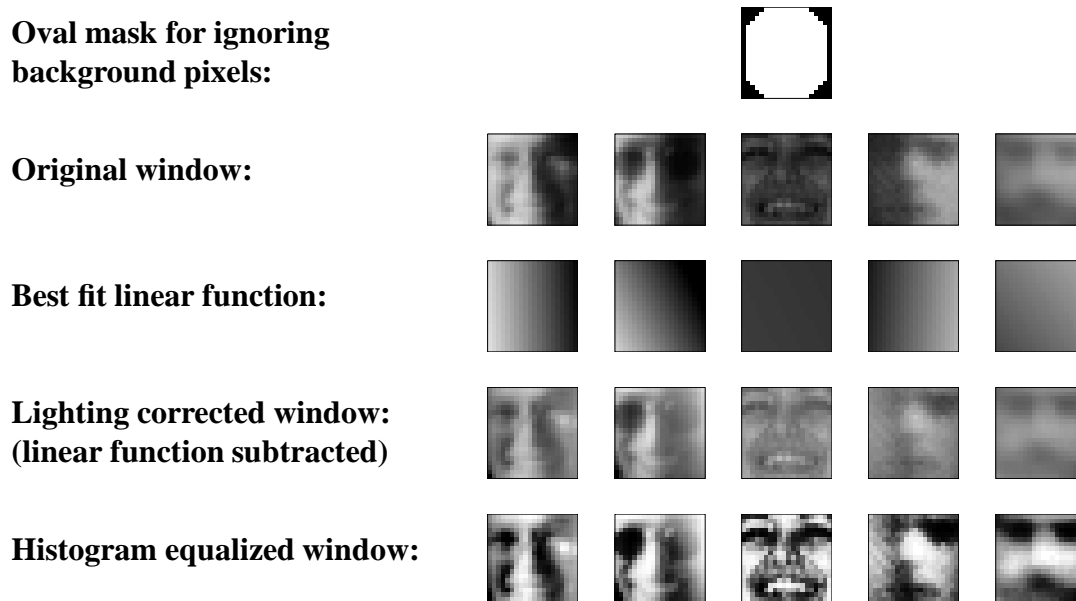 Oval mask for ignoring
background pixels:
Original window:
Best fit linear function:
Lighting corrected window:
(linear function subtracted)
Histogram equalized window: